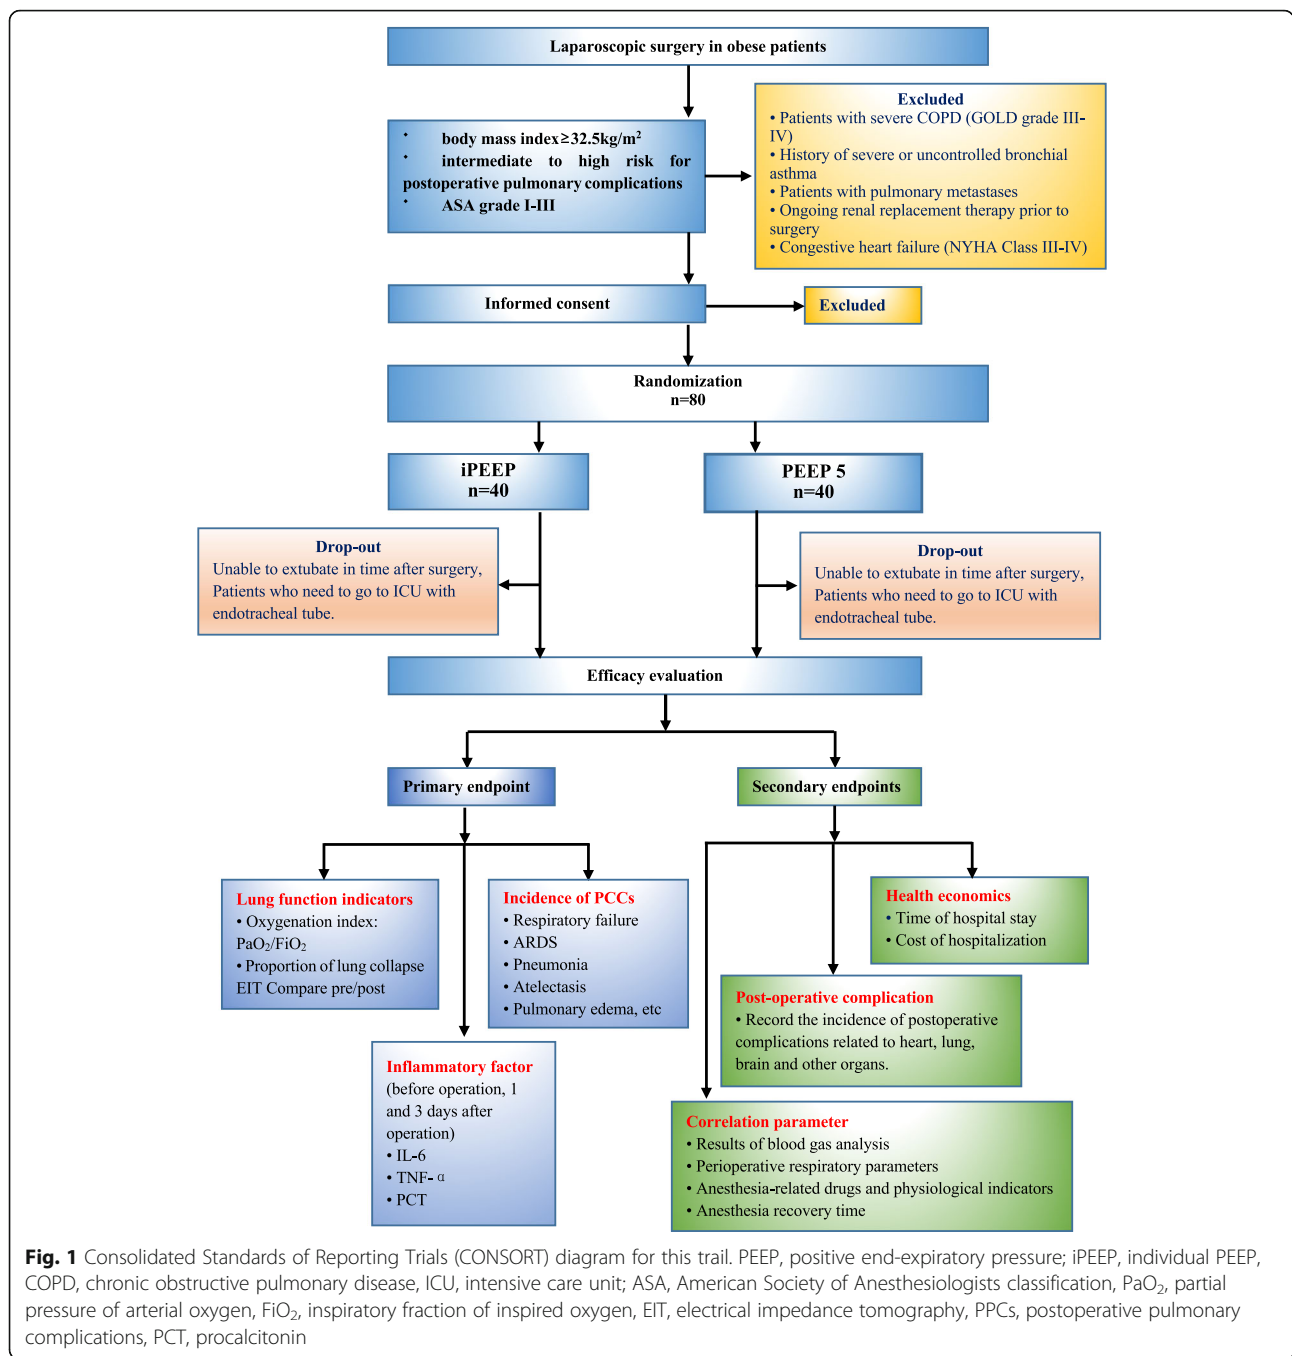 Laparoscopic surgery in obese patients
• body mass index≥32.5kg/m²
• intermediate to high risk for
postoperative pulmonary complications
• ASA grade I-III
Excluded
• Patients with severe COPD (GOLD grade III-
IV)
• History of severe or uncontrolled bronchial
asthma
• Patients with pulmonary metastases
• Ongoing renal replacement therapy prior to
surgery
• Congestive heart failure (NYHA Class III-IV)
Informed consent
Excluded
Randomization
n=80
iPEEP
n=40
PEEP 5
n=40
Drop-out
Unable to extubate in time after surgery,
Patients who need to go to ICU with
endotracheal tube.
Drop-out
Unable to extubate in time after surgery,
Patients who need to go to ICU with
endotracheal tube.
Efficacy evaluation
Primary endpoint
Secondary endpoints
Lung function indicators
• Oxygenation index:
PaO₂/FiO₂
• Proportion of lung collapse
EIT Compare pre/post
Incidence of PCCs
• Respiratory failure
• ARDS
• Pneumonia
• Atelectasis
• Pulmonary edema, etc
Inflammatory factor
(before operation, 1
and 3 days after
operation)
• IL-6
• TNF- α
• PCT
Health economics
• Time of hospital stay
• Cost of hospitalization
Post-operative complication
• Record the incidence of postoperative
complications related to heart, lung,
brain and other organs.
Correlation parameter
• Results of blood gas analysis
• Perioperative respiratory parameters
• Anesthesia-related drugs and physiological indicators
• Anesthesia recovery time
Fig. 1 Consolidated Standards of Reporting Trials (CONSORT) diagram for this trail. PEEP, positive end-expiratory pressure; iPEEP, individual PEEP,
COPD, chronic obstructive pulmonary disease, ICU, intensive care unit; ASA, American Society of Anesthesiologists classification, PaO₂, partial
pressure of arterial oxygen, FiO₂, inspiratory fraction of inspired oxygen, EIT, electrical impedance tomography, PPCs, postoperative pulmonary
complications, PCT, procalcitonin